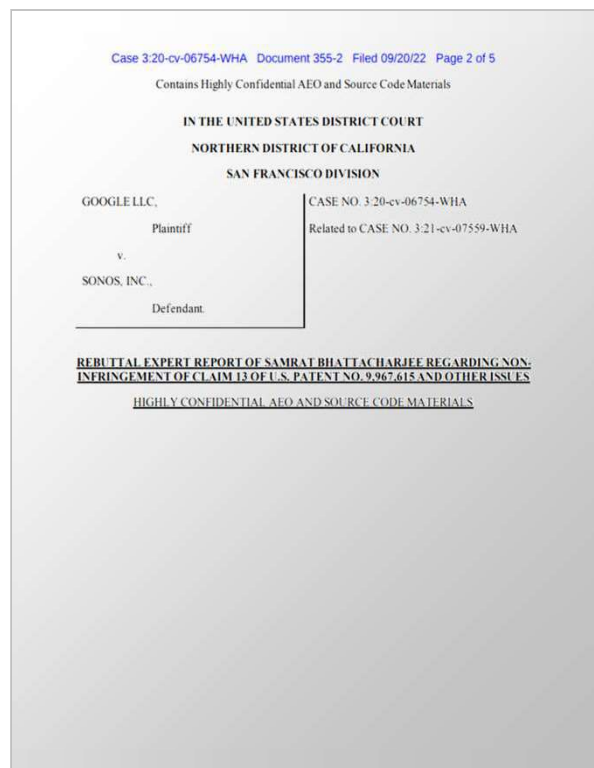 Case 3:20-cv-06754-WHA Document 355-2 Filed 09/20/22 Page 2 of 5
Contains Highly Confidential AEO and Source Code Materials
IN THE UNITED STATES DISTRICT COURT
NORTHERN DISTRICT OF CALIFORNIA
SAN FRANCISCO DIVISION
GOOGLE LLC,
Plaintiff
v.
SONOS, INC.,
Defendant.
CASE NO. 3:20-cv-06754-WHA
Related to CASE NO. 3:21-cv-07559-WHA
REBUTTAL EXPERT REPORT OF SAMRAT BHATTACHARJEE REGARDING NON-
INFRINGEMENT OF CLAIM 13 OF U.S. PATENT NO. 9,967,615 AND OTHER ISSUES
HIGHLY CONFIDENTIAL AEO AND SOURCE CODE MATERIALS